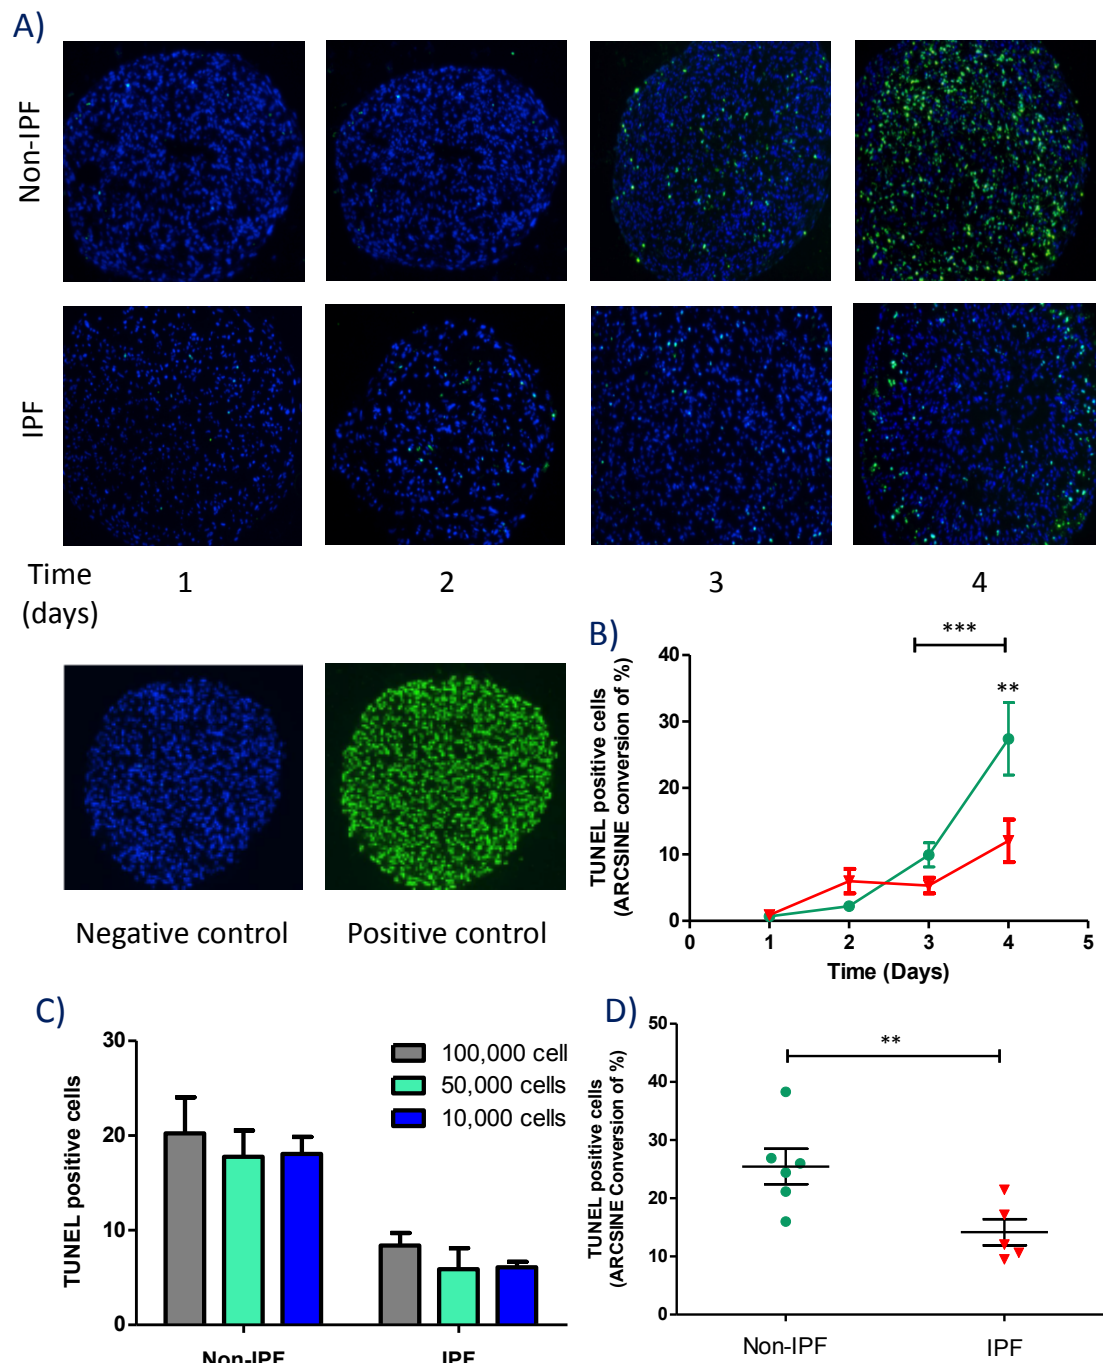 A)
Non-IPF
IPF
Time
(days)
1
2
3
4
Negative control
Positive control
B)
TUNEL positive cells
(ARCSINE conversion of %)
40
30
20
10
0
***
**
0
1
2
3
4
5
Time (Days)
C)
TUNEL positive cells
30
20
10
0
100,000 cell
50,000 cells
10,000 cells
Non-IPF
IPF
D)
TUNEL positive cells
(ARCSINE Conversion of %)
50
40
30
20
10
0
**
Non-IPF
IPF